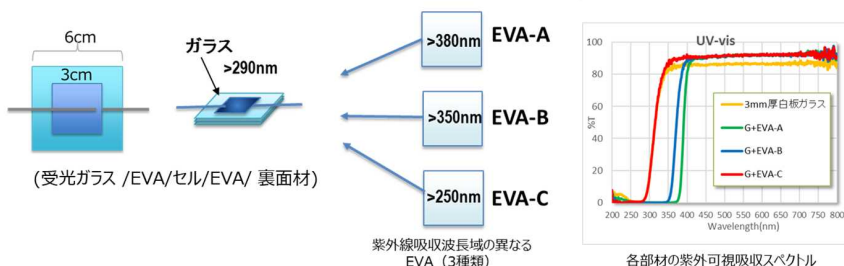 6cm
3cm
ガラス
>290nm
(受光ガラス /EVA/セル/EVA/ 裏面材)
>380nm
EVA-A
>350nm
EVA-B
>250nm
EVA-C
紫外線吸収波長域の異なる
EVA（3種類）
UV-vis
%T
100
80
60
40
20
0
200 250 300 350 400 450 500 550 600 650 700 750 800
Wavelength(nm)
3mm厚白板ガラス
G+EVA-A
G+EVA-B
G+EVA-C
各部材の紫外可視吸収スペクトル